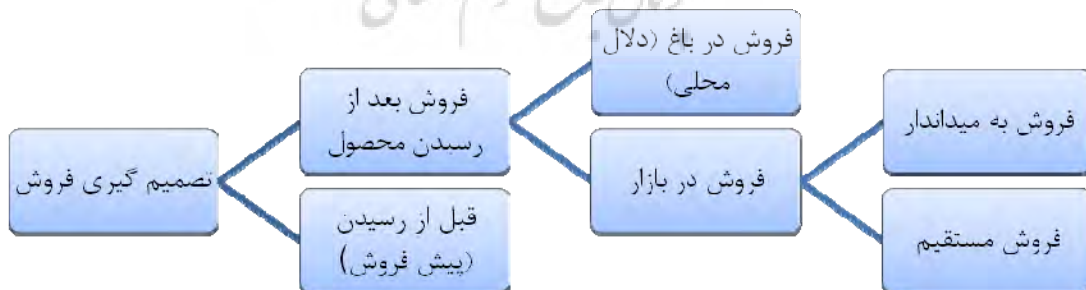 فروش در باغ (دلال
محلی)
فروش بعد از
رسبدن محصول
فروش به میداندار
تصمیم گیری فروش
فروش در بازار
قبل از رسیدن
(پیش فروش)
فروش مستقیم